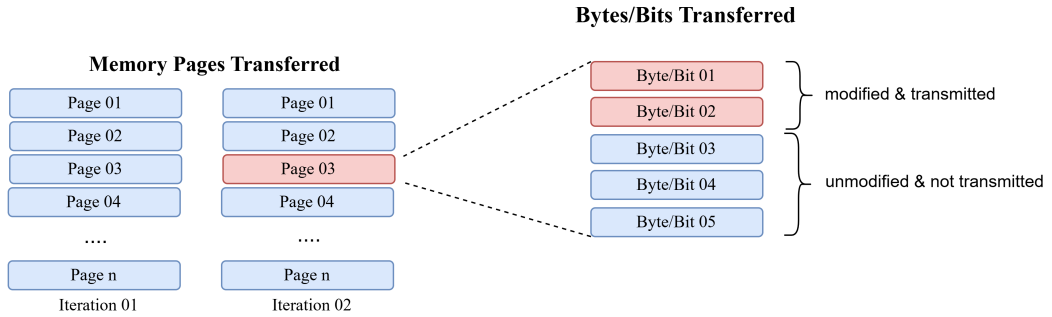 Bytes/Bits Transferred
Memory Pages Transferred
Page 01
Page 02
Page 03
Page 04
....
Page n
Iteration 01
Page 01
Page 02
Page 03
Page 04
....
Page n
Iteration 02
Byte/Bit 01
Byte/Bit 02
Byte/Bit 03
Byte/Bit 04
Byte/Bit 05
modified & transmitted
unmodified & not transmitted